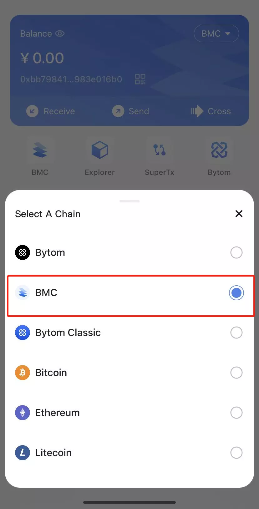 Balance
BMC
¥ 0.00
0xbb79841...983e016b0
Receive
Send
Cross
BMC
Explorer
SuperTx
Bytom
Select A Chain
Bytom
BMC
Bytom Classic
Bitcoin
Ethereum
Litecoin